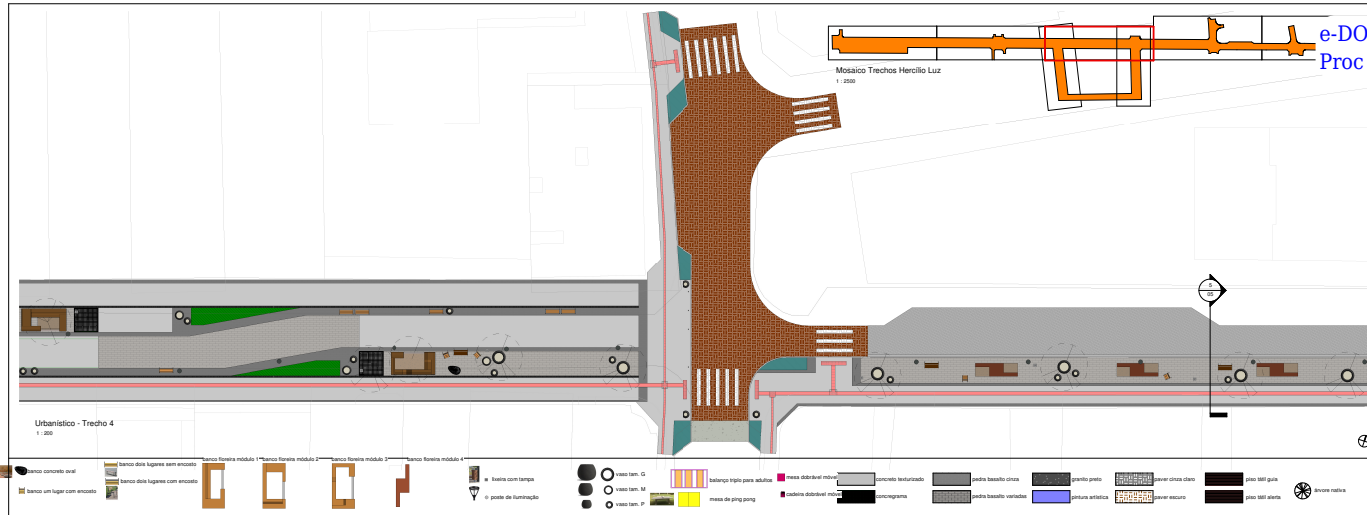 e-DO
Proc
Mosaico Trechos Hercílio Luz
1 : 2500
5
05
Urbanístico - Trecho 4
1 : 200
banco concreto oval
banco um lugar com encosto
banco dois lugares sem encosto
banco dois lugares com encosto
banco floreira módulo 1
banco floreira módulo 2
banco floreira módulo 3
banco floreira módulo 4
lixeira com tampa
poste de iluminação
vaso tam. G
vaso tam. M
vaso tam. P
balanço triplo para adultos
mesa de ping pong
mesa dobrável móvel
cadeira dobrável móvel
concreto texturizado
concregrama
pedra basalto cinza
pedra basalto variadas
granito preto
pintura artística
paver cinza claro
paver escuro
piso tátil guia
piso tátil alerta
árvore nativa